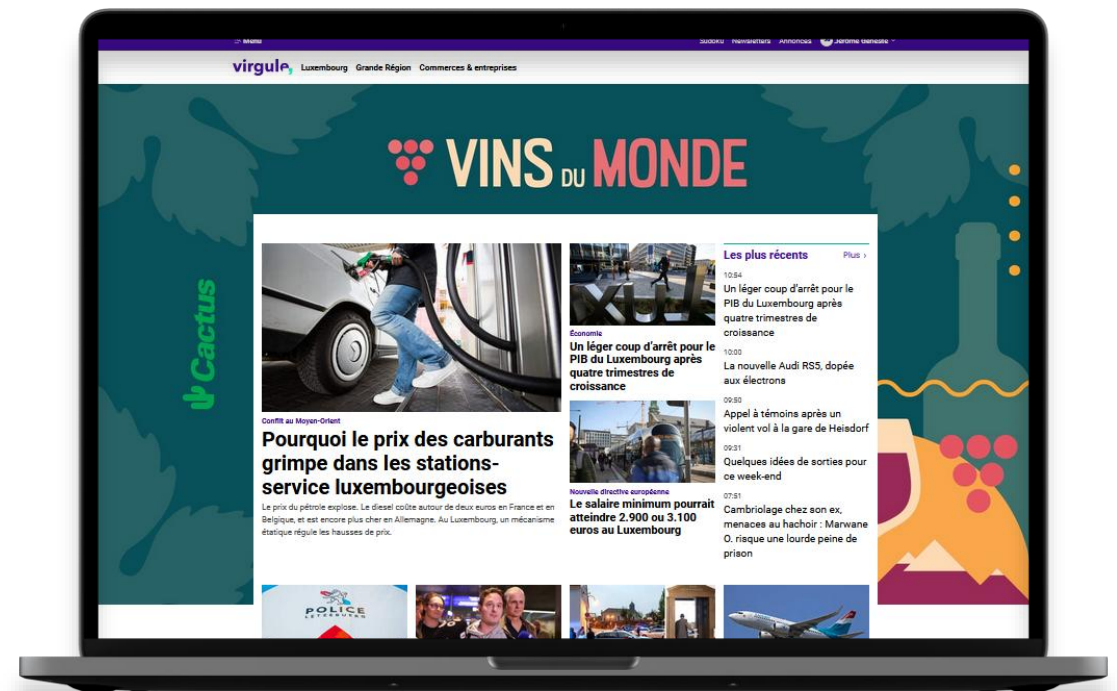 Menu
Sudoku Newsletters Annonces Jérôme Geneste
virgule,
Luxembourg Grande Région Commerces & entreprises
VINS DU MONDE
Cactus
Conflit au Moyen-Orient
Pourquoi le prix des carburants
grimpe dans les stations-
service luxembourgeoises
Le prix du pétrole explose. Le diesel coûte autour de deux euros en France et en
Belgique, et est encore plus cher en Allemagne. Au Luxembourg, un mécanisme
étatique régule les hausses de prix.
Économie
Un léger coup d'arrêt pour le
PIB du Luxembourg après
quatre trimestres de
croissance
Nouvelle directive européenne
Le salaire minimum pourrait
atteindre 2.900 ou 3.100
euros au Luxembourg
Les plus récents
Plus ›
10:54
Un léger coup d'arrêt pour le
PIB du Luxembourg après
quatre trimestres de
croissance
10:00
La nouvelle Audi RS5, dopée
aux électrons
09:50
Appel à témoins après un
violent vol à la gare de Heisdorf
09:31
Quelques idées de sorties pour
ce week-end
07:51
Cambriolage chez son ex,
menaces au hachoir : Marwane
O. risque une lourde peine de
prison
POLICE
LETZEBUERG